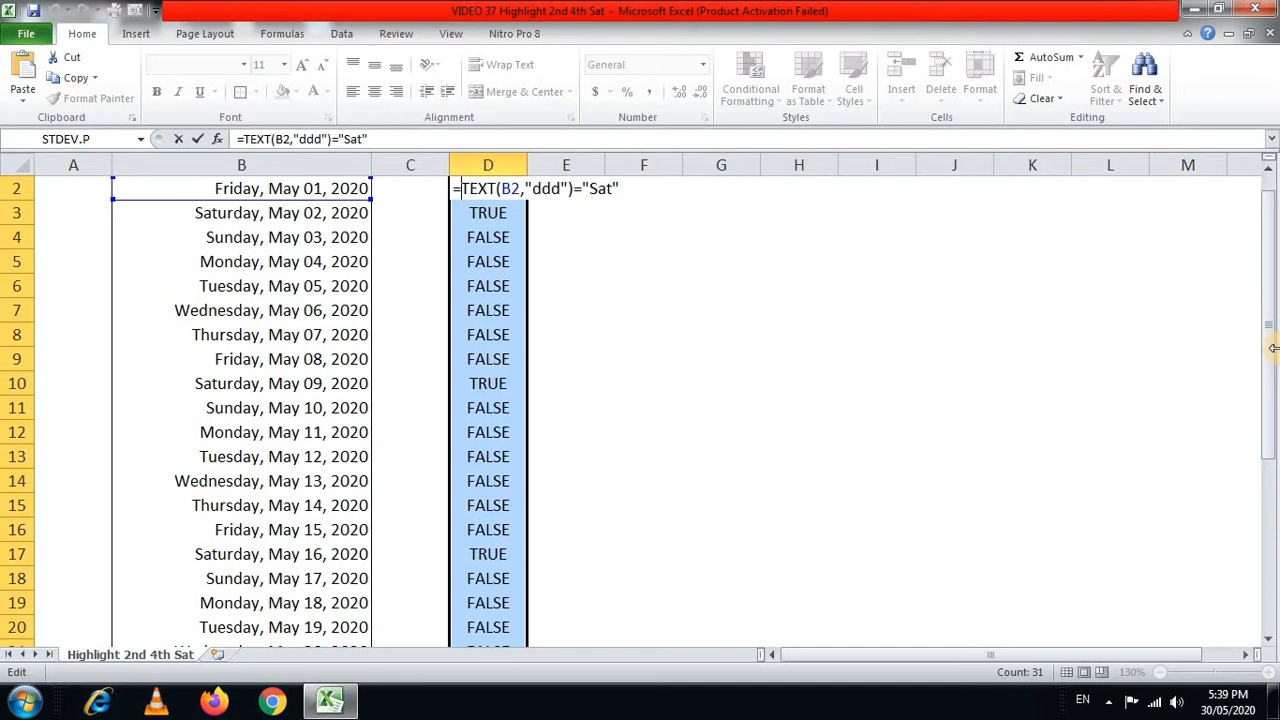 VIDEO 37 Highlight 2nd 4th Sat - Microsoft Excel (Product Activation Failed)
File Home Insert Page Layout Formulas Data Review View Nitro Pro 8
Cut
Copy
Format Painter
Paste
Clipboard
11
Font
Wrap Text
Merge & Center
Alignment
General
$ % ,
Number
Conditional Formatting
Format as Table
Cell Styles
Styles
Insert Delete Format
Cells
AutoSum
Fill
Clear
Sort & Filter
Find & Select
Editing
STDEV.P =TEXT(B2,"ddd")="Sat"
A B C D E F G H I J K L M
2 Friday, May 01, 2020 =TEXT(B2,"ddd")="Sat"
3 Saturday, May 02, 2020 TRUE
4 Sunday, May 03, 2020 FALSE
5 Monday, May 04, 2020 FALSE
6 Tuesday, May 05, 2020 FALSE
7 Wednesday, May 06, 2020 FALSE
8 Thursday, May 07, 2020 FALSE
9 Friday, May 08, 2020 FALSE
10 Saturday, May 09, 2020 TRUE
11 Sunday, May 10, 2020 FALSE
12 Monday, May 11, 2020 FALSE
13 Tuesday, May 12, 2020 FALSE
14 Wednesday, May 13, 2020 FALSE
15 Thursday, May 14, 2020 FALSE
16 Friday, May 15, 2020 FALSE
17 Saturday, May 16, 2020 TRUE
18 Sunday, May 17, 2020 FALSE
19 Monday, May 18, 2020 FALSE
20 Tuesday, May 19, 2020 FALSE
Highlight 2nd 4th Sat
Edit Count: 31 130%
EN 5:39 PM
30/05/2020